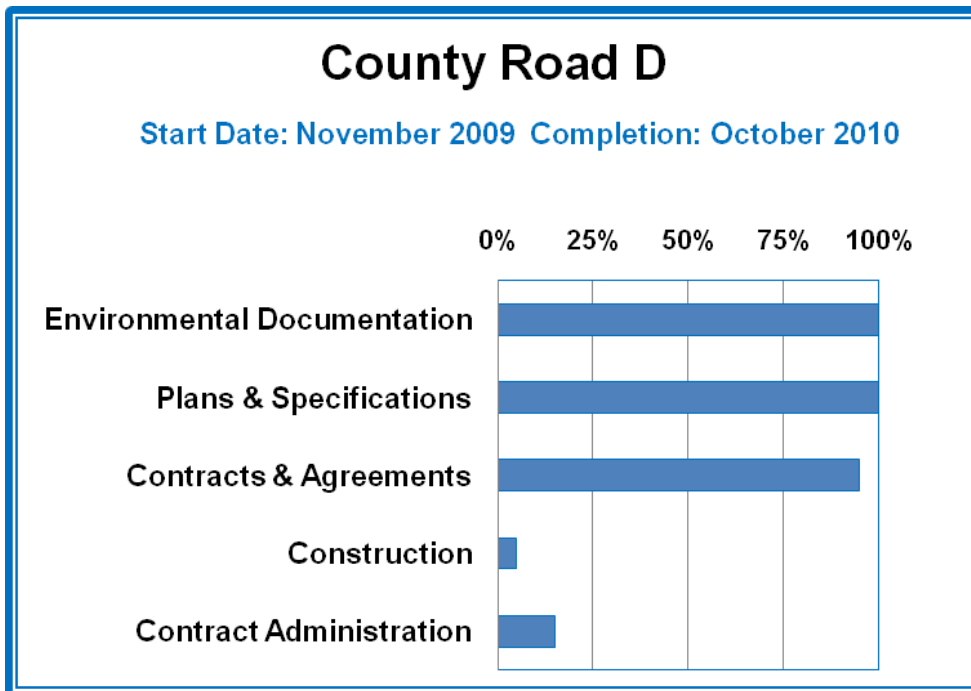 County Road D
Start Date: November 2009 Completion: October 2010
0% 25% 50% 75% 100%
Environmental Documentation
Plans & Specifications
Contracts & Agreements
Construction
Contract Administration